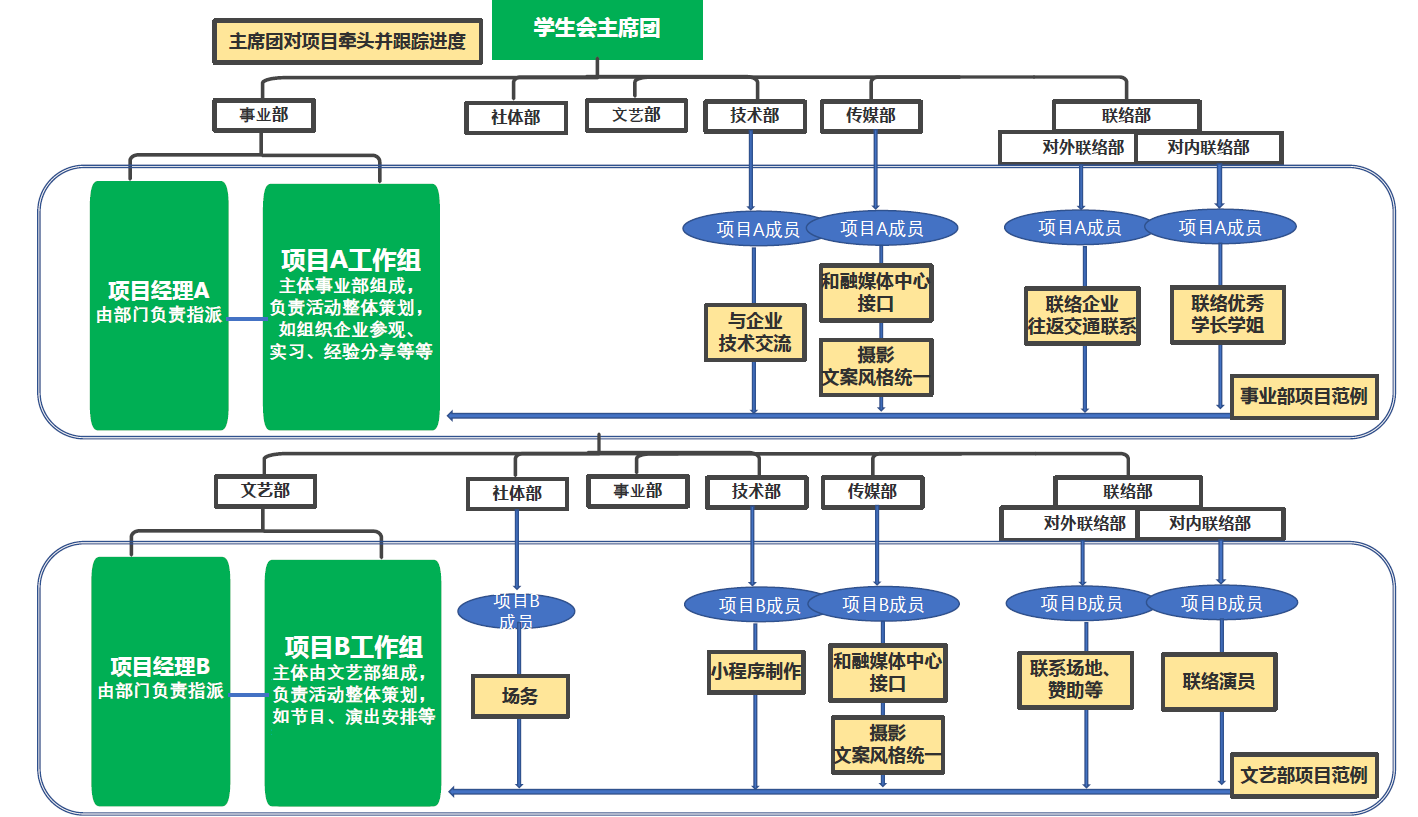 学生会主席团
主席团对项目牵头并跟踪进度
事业部
社体部
文艺部
技术部
传媒部
联络部
对外联络部
对内联络部
项目经理A
由部门负责指派
项目A工作组
主体事业部组成，
负责活动整体策划，
如组织企业参观、
实习、经验分享等等
项目A成员
项目A成员
项目A成员
项目A成员
与企业
技术交流
和融媒体中心
接口
摄影
文案风格统一
联络企业
往返交通联系
联络优秀
学长学姐
事业部项目范例
文艺部
社体部
事业部
技术部
传媒部
联络部
对外联络部
对内联络部
项目经理B
由部门负责指派
项目B工作组
主体由文艺部组成，
负责活动整体策划，
如节目、演出安排等
项目B
成员
项目B成员
项目B成员
项目B成员
项目B成员
场务
小程序制作
和融媒体中心
接口
摄影
文案风格统一
联系场地、
赞助等
联络演员
文艺部项目范例